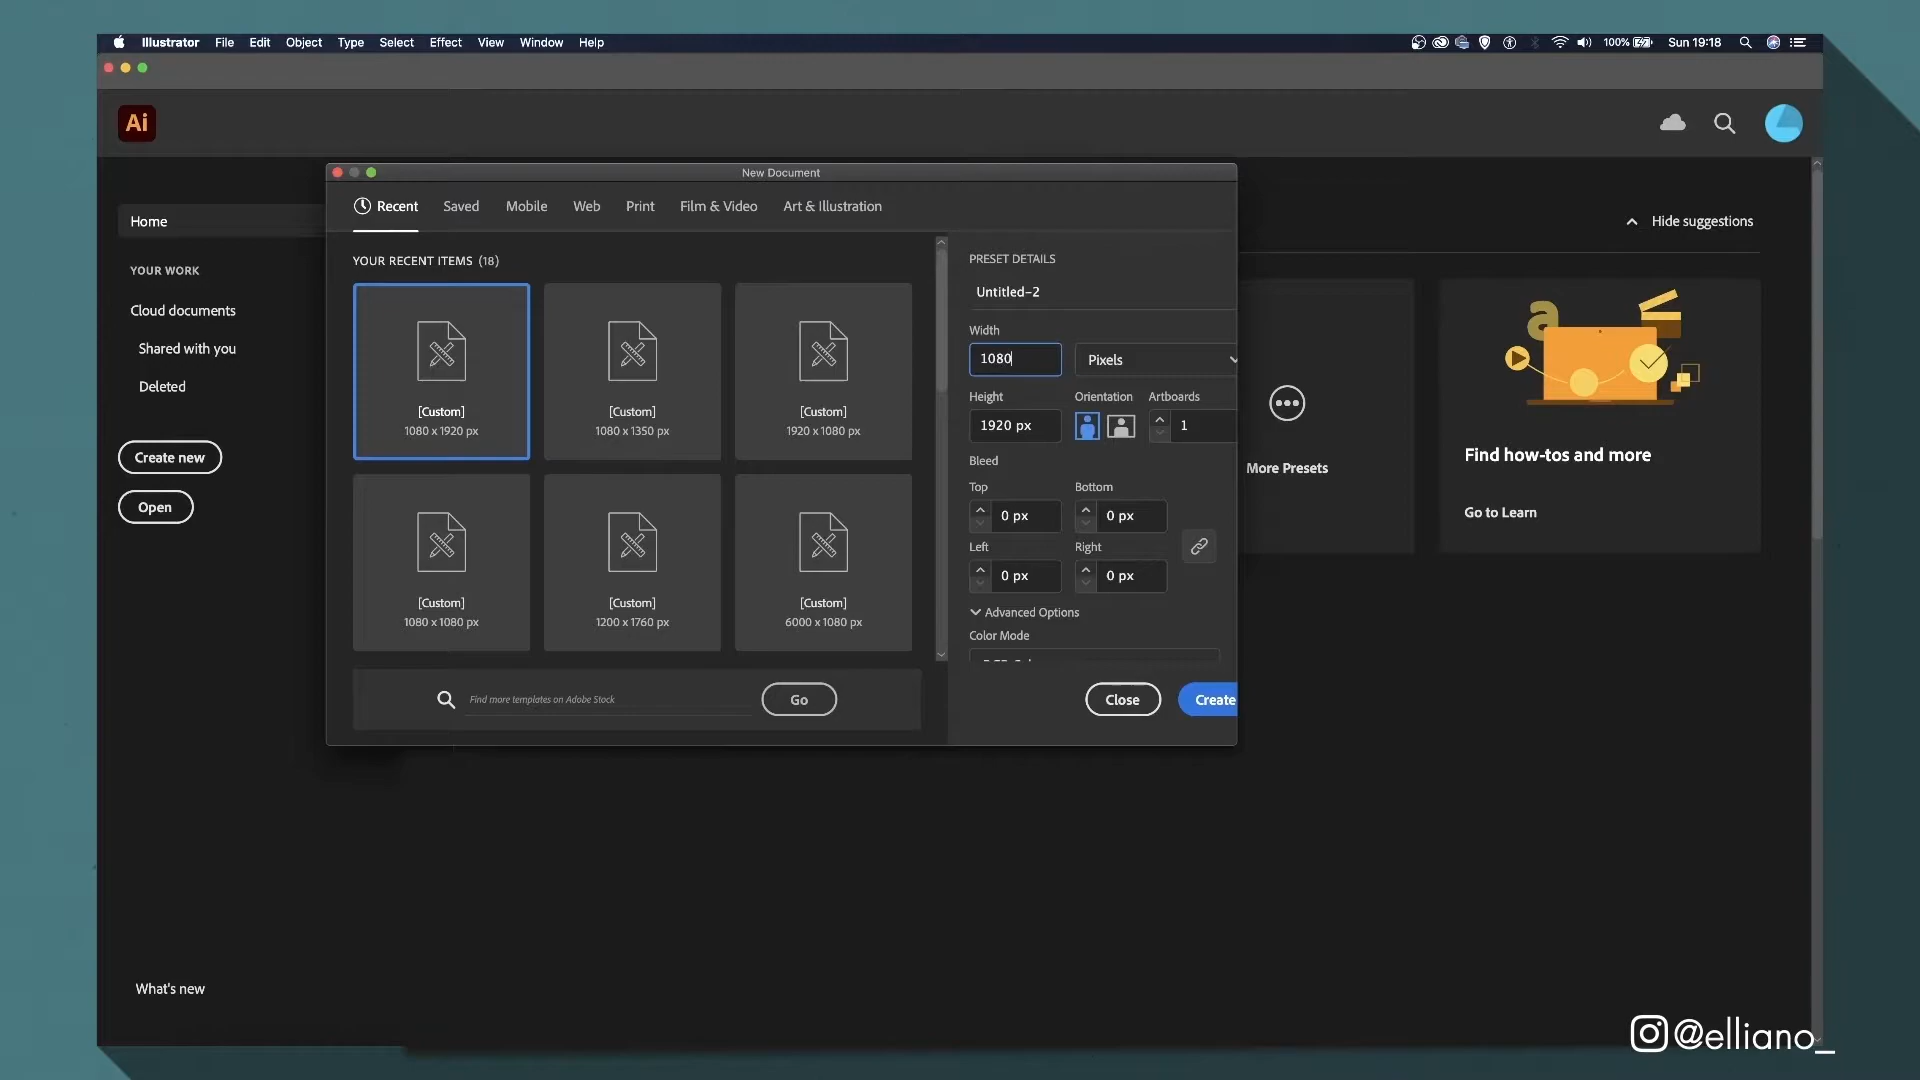 Illustrator File Edit Object Type Select Effect View Window Help
100% Sun 19:18
Ai
New Document
Recent Saved Mobile Web Print Film & Video Art & Illustration
Home
YOUR WORK
Cloud documents
Shared with you
Deleted
Create new
Open
What's new
YOUR RECENT ITEMS (18)
[Custom]
1080 x 1920 px
[Custom]
1080 x 1350 px
[Custom]
1920 x 1080 px
[Custom]
1080 x 1080 px
[Custom]
1200 x 1760 px
[Custom]
6000 x 1080 px
Find more templates on Adobe Stock
Go
PRESET DETAILS
Untitled-2
Width
1080 Pixels
Height Orientation Artboards
1920 px 1
Bleed
Top Bottom
0 px 0 px
Left Right
0 px 0 px
Advanced Options
Color Mode
Close Create
Hide suggestions
More Presets
a
Find how-tos and more
Go to Learn
@elliano_